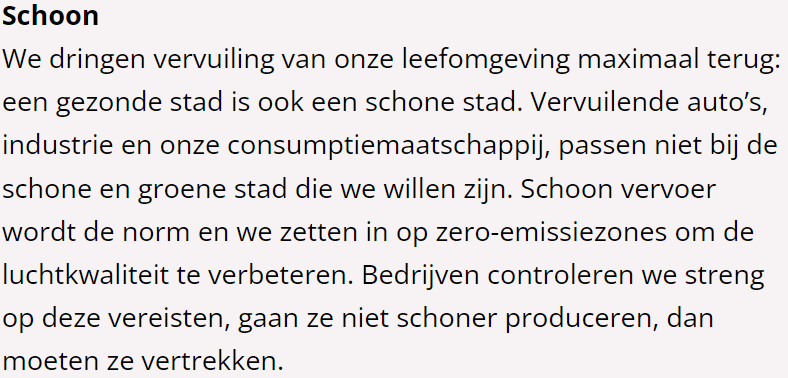 Schoon
We dringen vervuiling van onze leefomgeving maximaal terug:
een gezonde stad is ook een schone stad. Vervuilende auto’s,
industrie en onze consumptiemaatschappij, passen niet bij de
schone en groene stad die we willen zijn. Schoon vervoer
wordt de norm en we zetten in op zero-emissiezones om de
luchtkwaliteit te verbeteren. Bedrijven controleren we streng
op deze vereisten, gaan ze niet schoner produceren, dan
moeten ze vertrekken.